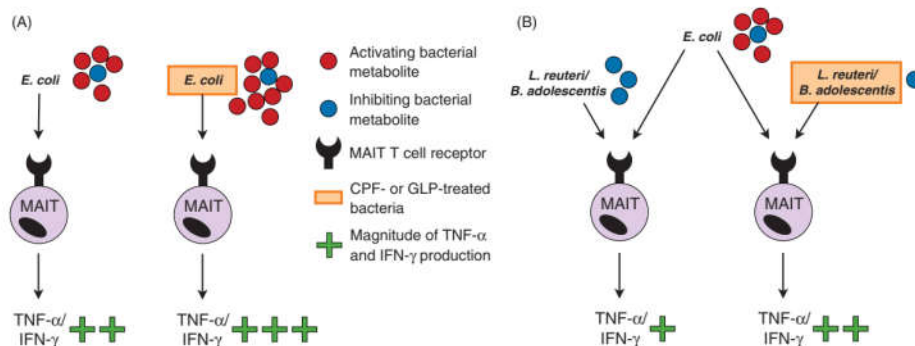 (A)
E. coli
MAIT
TNF-α/
IFN-γ
E. coli
MAIT
TNF-α/
IFN-γ
Activating bacterial
metabolite
Inhibiting bacterial
metabolite
MAIT T cell receptor
CPF- or GLP-treated
bacteria
Magnitude of TNF-α
and IFN-γ production
(B)
E. coli
L. reuteri/
B. adolescentis
L. reuteri/
B. adolescentis
MAIT
MAIT
TNF-α/
IFN-γ
TNF-α/
IFN-γ